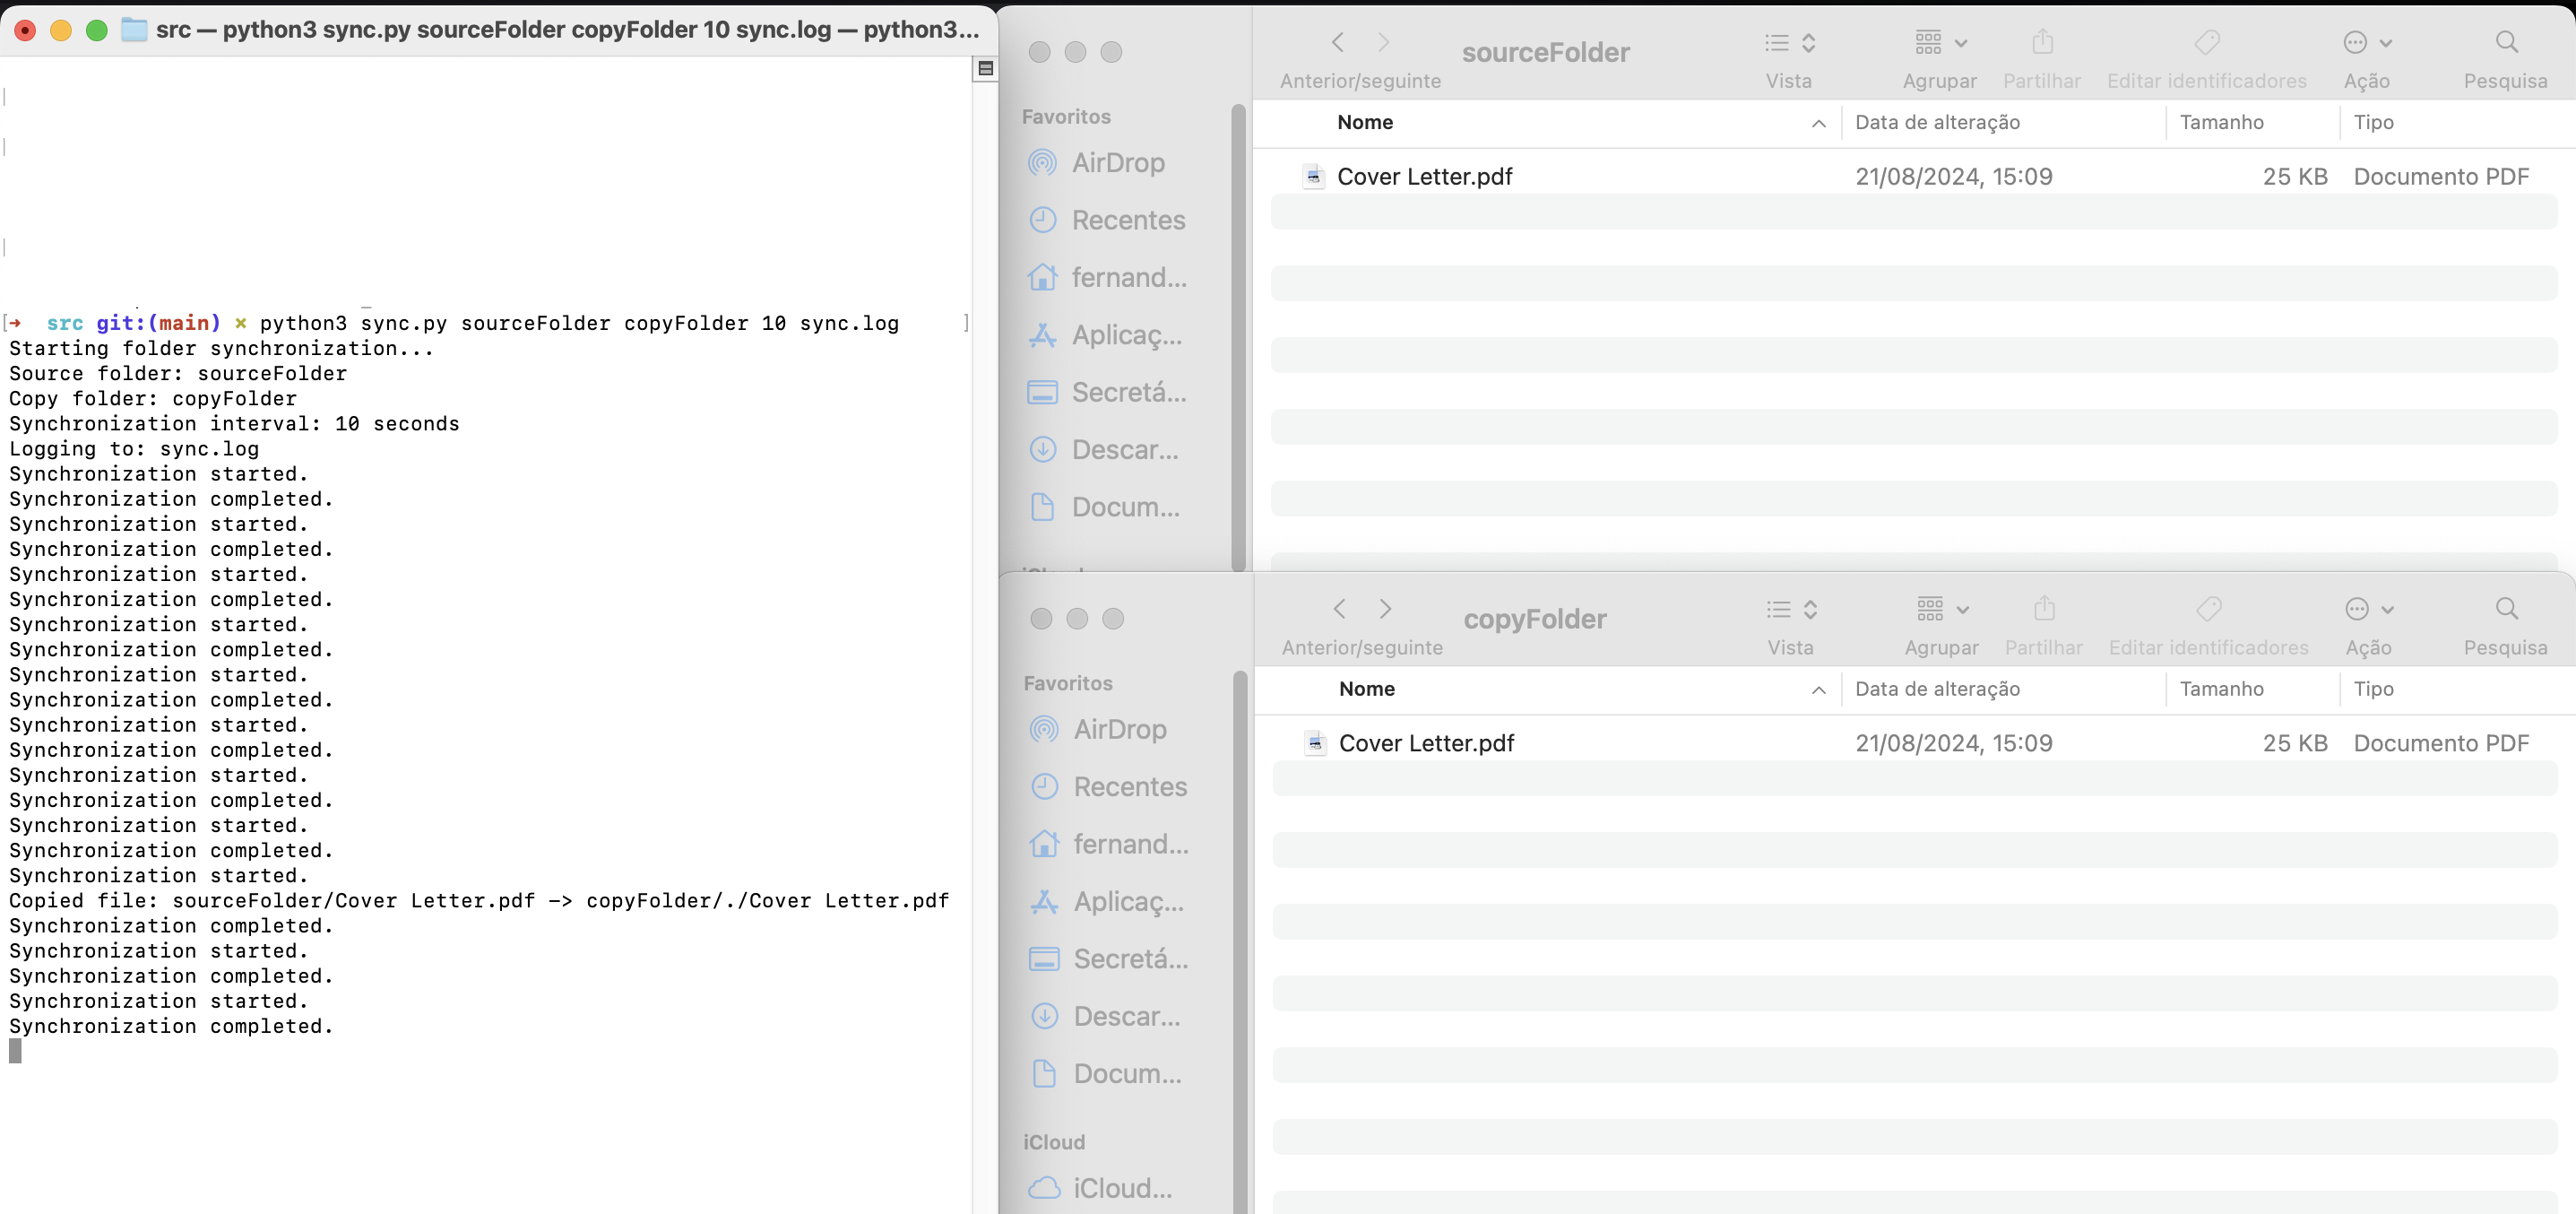 src — python3 sync.py sourceFolder copyFolder 10 sync.log — python3...
[→ src git:(main) × python3 sync.py sourceFolder copyFolder 10 sync.log ]
Starting folder synchronization...
Source folder: sourceFolder
Copy folder: copyFolder
Synchronization interval: 10 seconds
Logging to: sync.log
Synchronization started.
Synchronization completed.
Synchronization started.
Synchronization completed.
Synchronization started.
Synchronization completed.
Synchronization started.
Synchronization completed.
Synchronization started.
Synchronization completed.
Synchronization started.
Synchronization completed.
Synchronization started.
Synchronization completed.
Synchronization started.
Synchronization completed.
Synchronization started.
Copied file: sourceFolder/Cover Letter.pdf -> copyFolder/./Cover Letter.pdf
Synchronization completed.
Synchronization started.
Synchronization completed.
Synchronization started.
Synchronization completed.
Favoritos
AirDrop
Recentes
fernand...
Aplicaç...
Secretá...
Descar...
Docum...
sourceFolder
Anterior/seguinte Vista Agrupar Partilhar Editar identificadores Ação Pesquisa
Nome Data de alteração Tamanho Tipo
Cover Letter.pdf 21/08/2024, 15:09 25 KB Documento PDF
Favoritos
AirDrop
Recentes
fernand...
Aplicaç...
Secretá...
Descar...
Docum...
iCloud
iCloud...
copyFolder
Anterior/seguinte Vista Agrupar Partilhar Editar identificadores Ação Pesquisa
Nome Data de alteração Tamanho Tipo
Cover Letter.pdf 21/08/2024, 15:09 25 KB Documento PDF